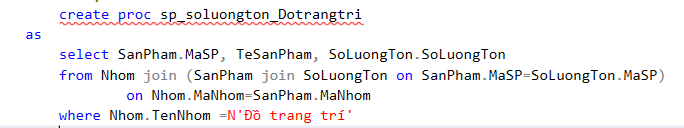 create proc sp_soluongton_Dotrangtri
as
select SanPham.MaSP, TeSanPham, SoLuongTon.SoLuongTon
from Nhom join (SanPham join SoLuongTon on SanPham.MaSP=SoLuongTon.MaSP)
on Nhom.MaNhom=SanPham.MaNhom
where Nhom.TenNhom =N'Đồ trang trí'